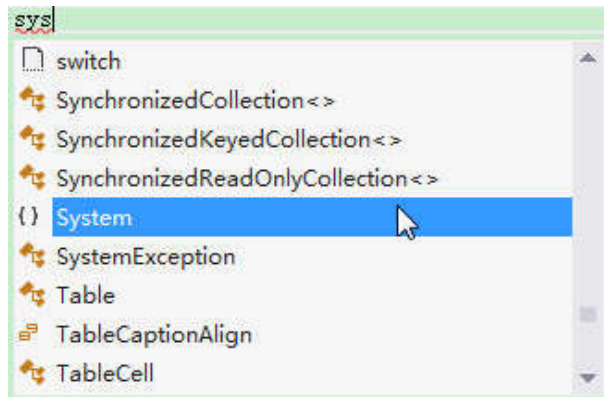 sys
switch
SynchronizedCollection<>
SynchronizedKeyedCollection<>
SynchronizedReadOnlyCollection<>
{} System
SystemException
Table
TableCaptionAlign
TableCell